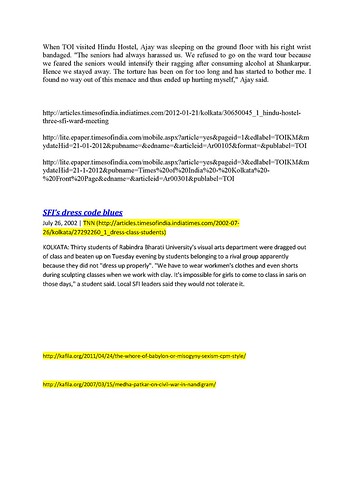 When TOI visited Hindu Hostel, Ajay was sleeping on the ground floor with his right wrist
bandaged. "The seniors had always harassed us. We refused to go on the ward tour because
we feared the seniors would intensify their ragging after consuming alcohol at Shankarpur.
Hence we stayed away. The torture has been on for too long and has started to bother me. I
found no way out of this menace and thus ended up hurting myself," Ajay said.
http://articles.timesofindia.indiatimes.com/2012-01-21/kolkata/30650045_1_hindu-hostel-
three-sfi-ward-meeting
http://lite.epaper.timesofindia.com/mobile.aspx?article=yes&pageid=1&edlabel=TOIKM&m
ydateHid=21-01-2012&pubname=&edname=&articleid=Ar00105&format=&publabel=TOI
http://lite.epaper.timesofindia.com/mobile.aspx?article=yes&pageid=3&edlabel=TOIKM&m
ydateHid=21-1-2012&pubname=Times%20of%20India%20-%20Kolkata%20-
%20Front%20Page&edname=&articleid=Ar00301&publabel=TOI
SFI's dress code blues
July 26, 2002 | TNN (http://articles.timesofindia.indiatimes.com/2002-07-
26/kolkata/27292260_1_dress-class-students)
KOLKATA: Thirty students of Rabindra Bharati University's visual arts department were dragged out
of class and beaten up on Tuesday evening by students belonging to a rival group apparently
because they did not "dress up properly". "We have to wear workmen's clothes and even shorts
during sculpting classes when we work with clay. It's impossible for girls to come to class in saris on
those days," a student said. Local SFI leaders said they would not tolerate it.
http://kafila.org/2011/04/24/the-whore-of-babylon-or-misogyny-sexism-cpm-style/
http://kafila.org/2007/03/15/medha-patkar-on-civil-war-in-nandigram/